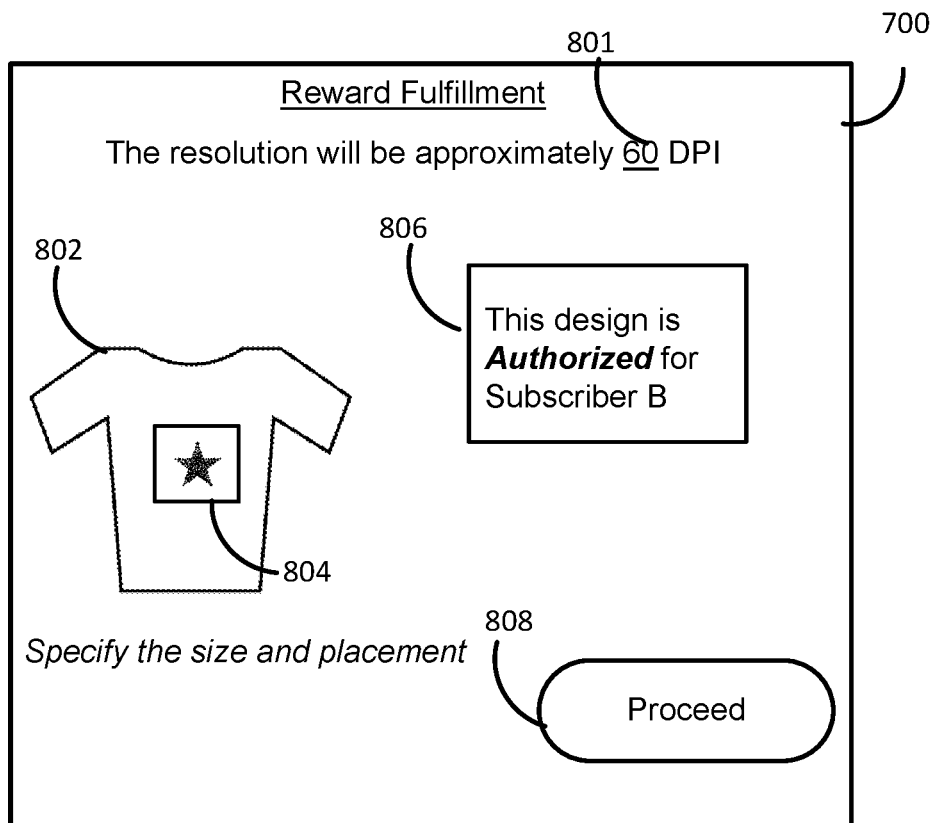 700
801
Reward Fulfillment
The resolution will be approximately 60 DPI
806
802
This design is
Authorized for
Subscriber B
804
808
Specify the size and placement
Proceed